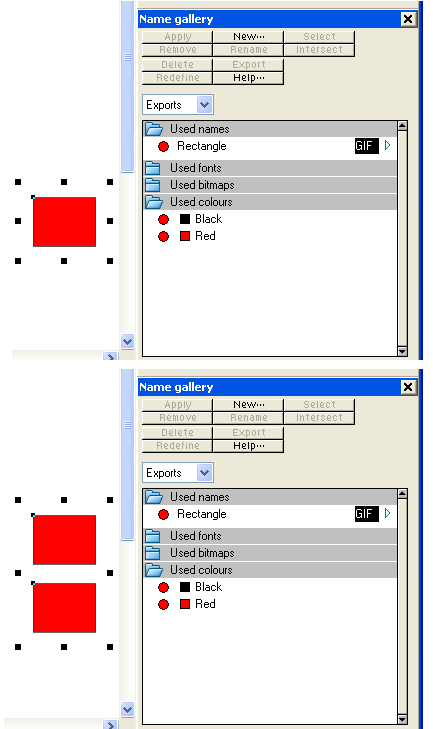 Name gallery
Apply New... Select
Remove Rename Intersect
Delete Export
Redefine Help...
Exports
Used names
Rectangle GIF
Used fonts
Used bitmaps
Used colours
Black
Red
Name gallery
Apply New... Select
Remove Rename Intersect
Delete Export
Redefine Help...
Exports
Used names
Rectangle GIF
Used fonts
Used bitmaps
Used colours
Black
Red